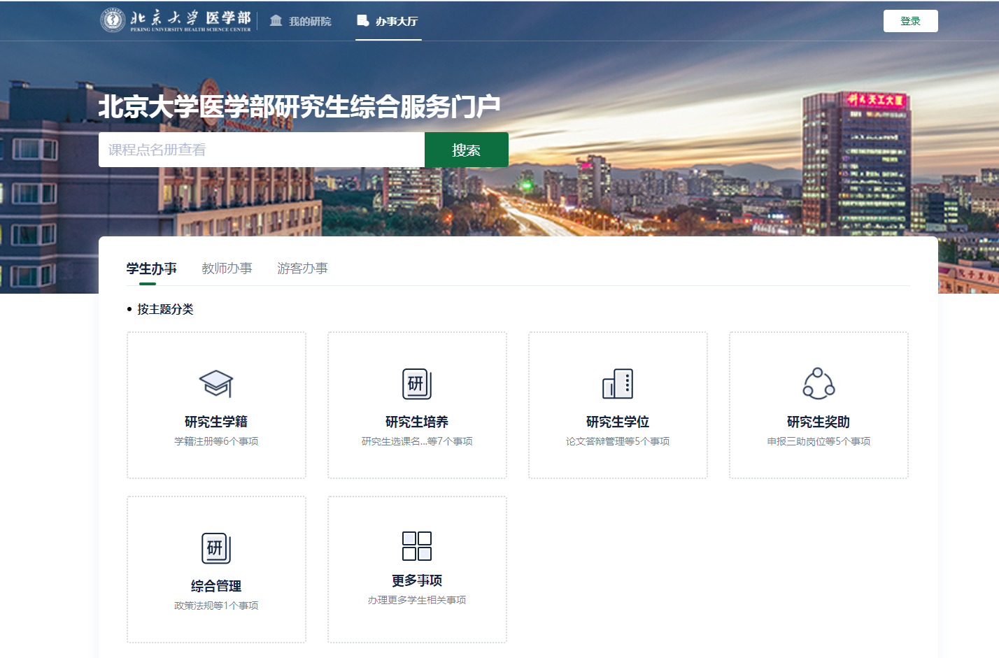 北京大学医学部
PEKING UNIVERSITY HEALTH SCIENCE CENTER
我的研院
办事大厅
登录
北京大学医学部研究生综合服务门户
课程点名册查看
搜索
天工大厦
学生办事
教师办事
游客办事
按主题分类
研
研究生学籍
研究生培养
研究生学位
研究生奖助
学籍注册等6个事项
研究生选课名...等7个事项
论文答辩管理等5个事项
申报三助岗位等5个事项
研
综合管理
更多事项
政策法规等1个事项
办理更多学生相关事项